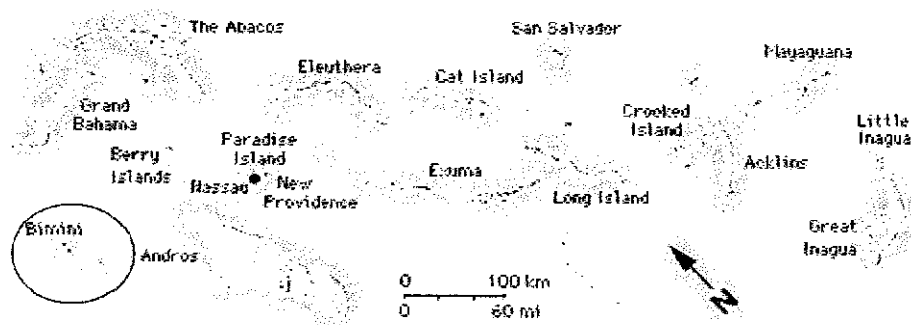 The Abacos
San Salvador
Mayaguana
Eleuthera
Cat Island
Grand
Bahama
Crooked
Island
Little
Inagua
Paradise
Island
Berry
Islands
Exuma
Acklins
Nassau
New
Providence
Long Island
Bimini
Andros
Great
Inagua
0 100 km
0 60 mi
N